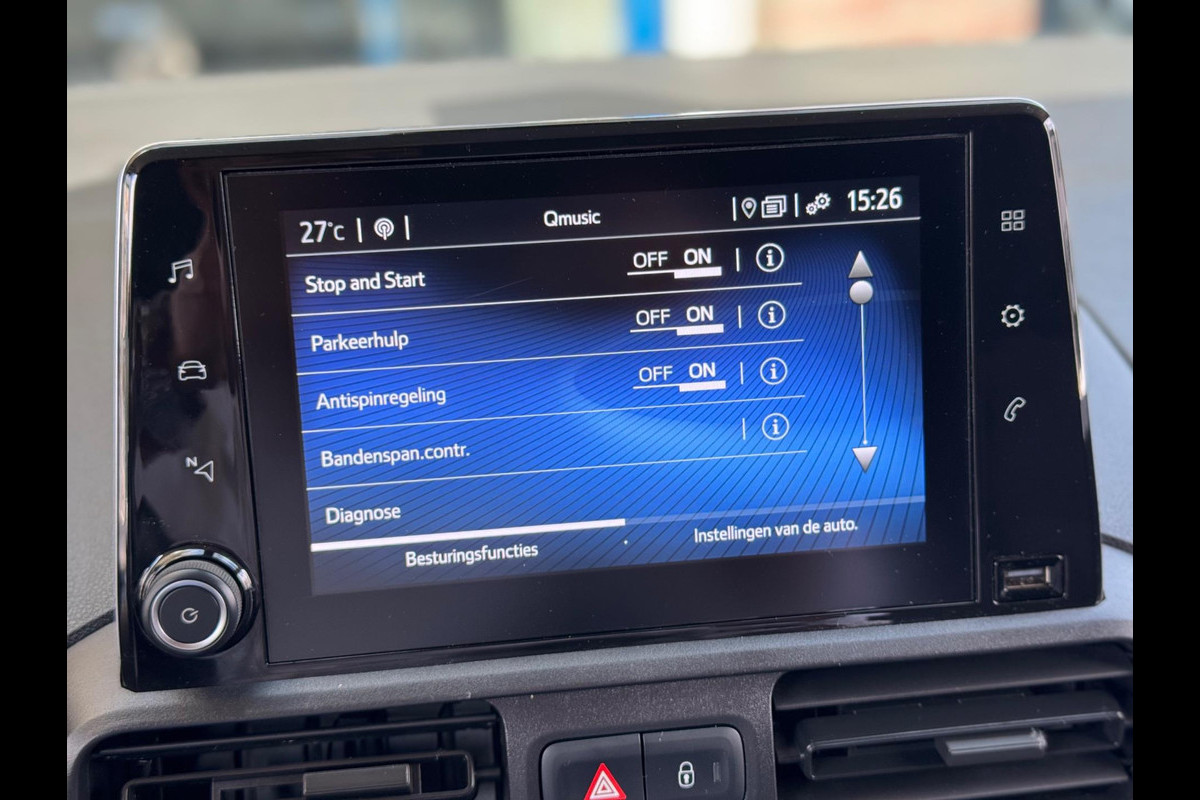 27°C Qmusic 15:26
Stop and Start OFF ON i
Parkeerhulp OFF ON i
Antispinregeling OFF ON i
Bandenspan.contr. i
Diagnose
Besturingsfuncties Instellingen van de auto.
N